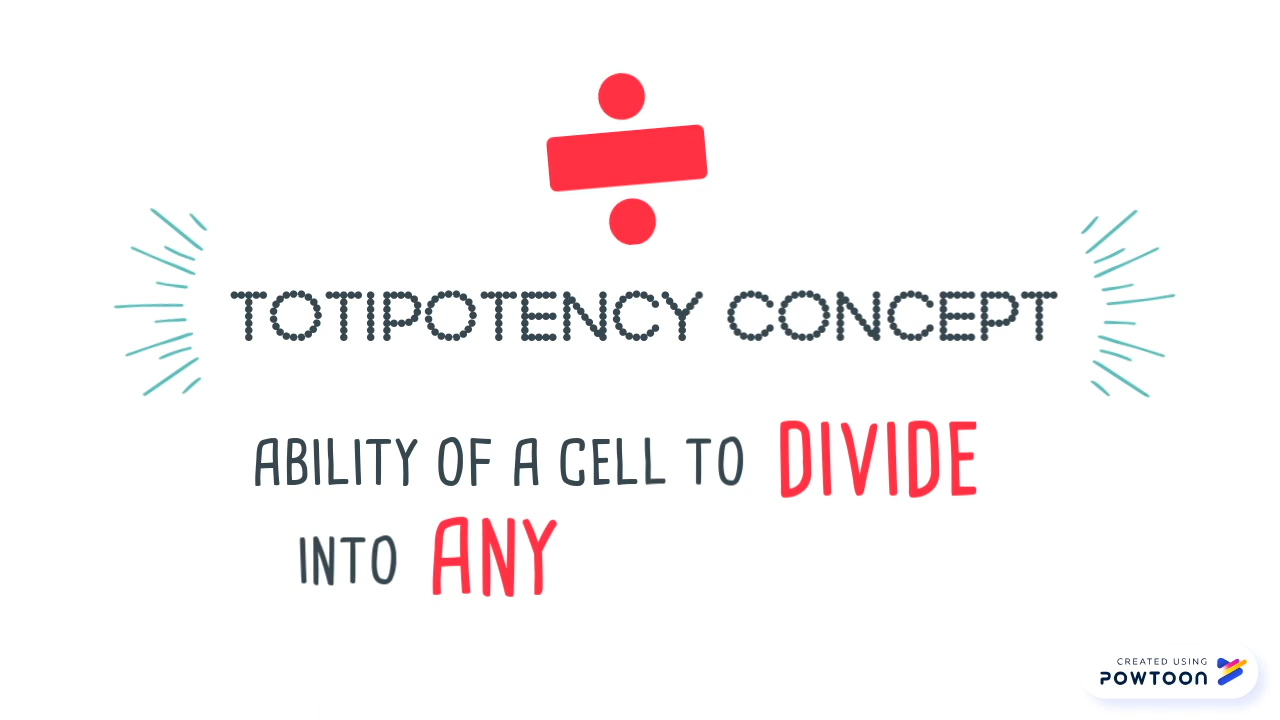 TOTIPOTENCY CONCEPT
ABILITY OF A CELL TO DIVIDE
INTO ANY
CREATED USING
POWTOON